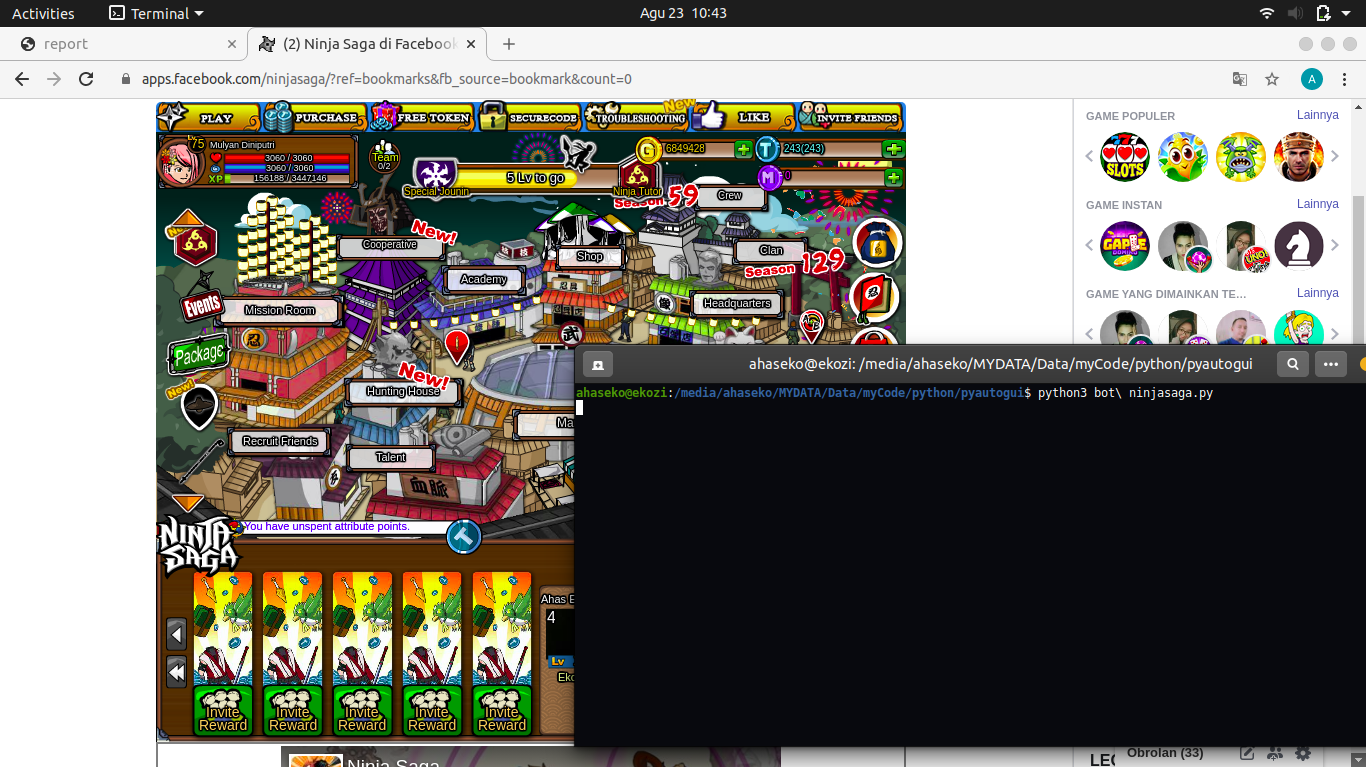 Activities
Terminal
Agu 23 10:43
report
(2) Ninja Saga di Facebook
apps.facebook.com/ninjasaga/?ref=bookmarks&fb_source=bookmark&count=0
A
PLAY
PURCHASE
FREE TOKEN
SECURECODE
New
TROUBLESHOOTING
LIKE
INVITE FRIENDS
Lv 75
Mulyan Diniputri
3060 / 3060
3060 / 3060
XP
156188 / 3447146
Team
0/2
Special Jounin
5 Lv to go
Ninja Tutor
G
6849428
T
243(243)
M
0
Season 59
Crew
New!
Cooperative
Academy
Shop
Clan
Season 129
Headquarters
Events
Mission Room
Package
New!
New!
Hunting House
Recruit Friends
Talent
Ma
武
忍
血脈
NINJA SAGA
You have unspent attribute points.
Invite Reward
Invite Reward
Invite Reward
Invite Reward
Invite Reward
Ahas E
4
Lv
Eko
Ninja Saga
GAME POPULER
Lainnya
SLOTS
GAME INSTAN
Lainnya
GAPLE
UNO
GAME YANG DIMAINKAN TE...
Lainnya
ahaseko@ekozi: /media/ahaseko/MYDATA/Data/myCode/python/pyautogui
ahaseko@ekozi:/media/ahaseko/MYDATA/Data/myCode/python/pyautogui$ python3 bot\ ninjasaga.py
Obrolan (33)